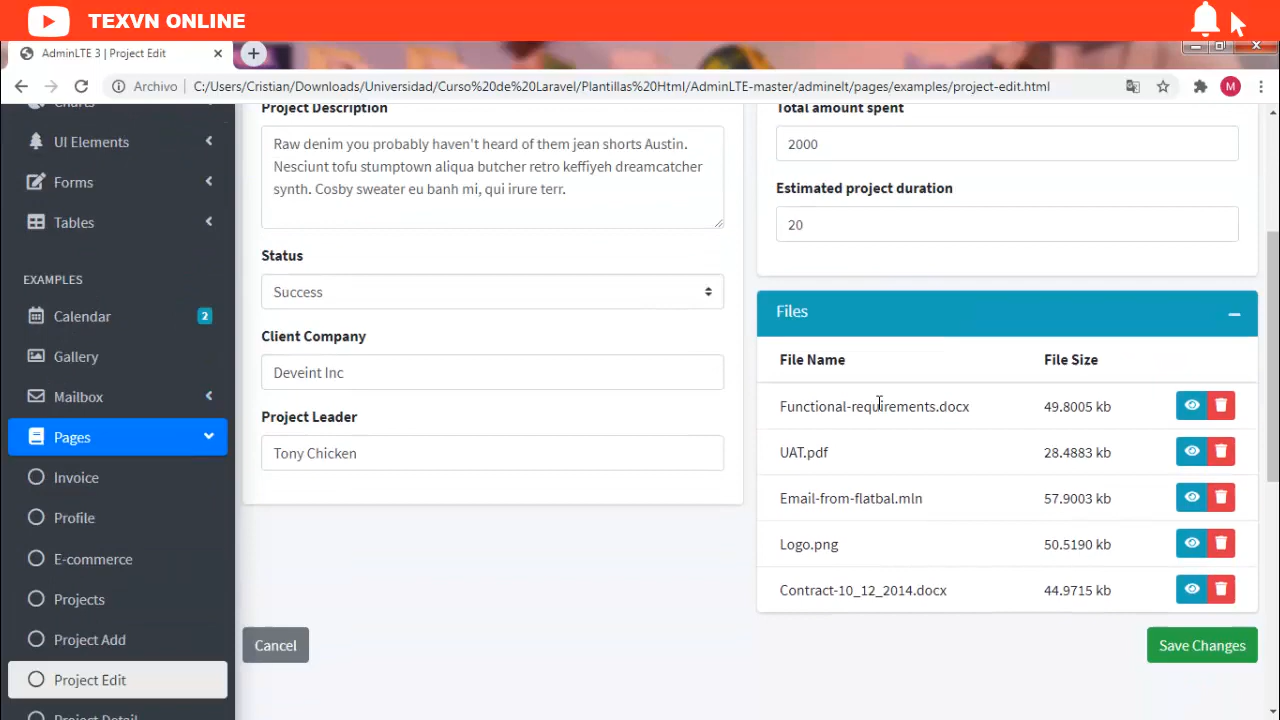 TEXVN ONLINE
AdminLTE 3 | Project Edit
Archivo
C:/Users/Cristian/Downloads/Universidad/Curso%20de%20Laravel/Plantillas%20Html/AdminLTE-master/adminelt/pages/examples/project-edit.html
M
Charts
UI Elements
Forms
Tables
EXAMPLES
Calendar
2
Gallery
Mailbox
Pages
Invoice
Profile
E-commerce
Projects
Project Add
Project Edit
Project Detail
Project Description
Raw denim you probably haven't heard of them jean shorts Austin.
Nesciunt tofu stumptown aliqua butcher retro keffiyeh dreamcatcher
synth. Cosby sweater eu banh mi, qui irure terr.
Status
Success
Client Company
Deveint Inc
Project Leader
Tony Chicken
Cancel
Total amount spent
2000
Estimated project duration
20
Files
File Name File Size
Functional-requirements.docx 49.8005 kb
UAT.pdf 28.4883 kb
Email-from-flatbal.mln 57.9003 kb
Logo.png 50.5190 kb
Contract-10_12_2014.docx 44.9715 kb
Save Changes